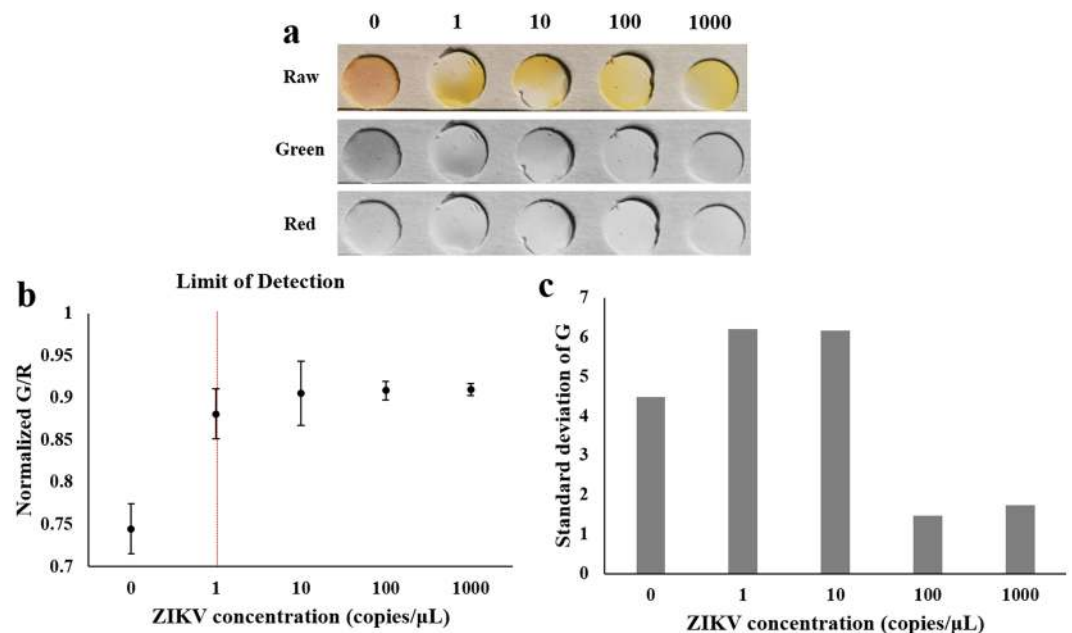 a
0 1 10 100 1000
Raw
Green
Red
b
Limit of Detection
Normalized G/R
1
0.95
0.9
0.85
0.8
0.75
0.7
0 1 10 100 1000
ZIKV concentration (copies/µL)
c
Standard deviation of G
7
6
5
4
3
2
1
0
0 1 10 100 1000
ZIKV concentration (copies/µL)